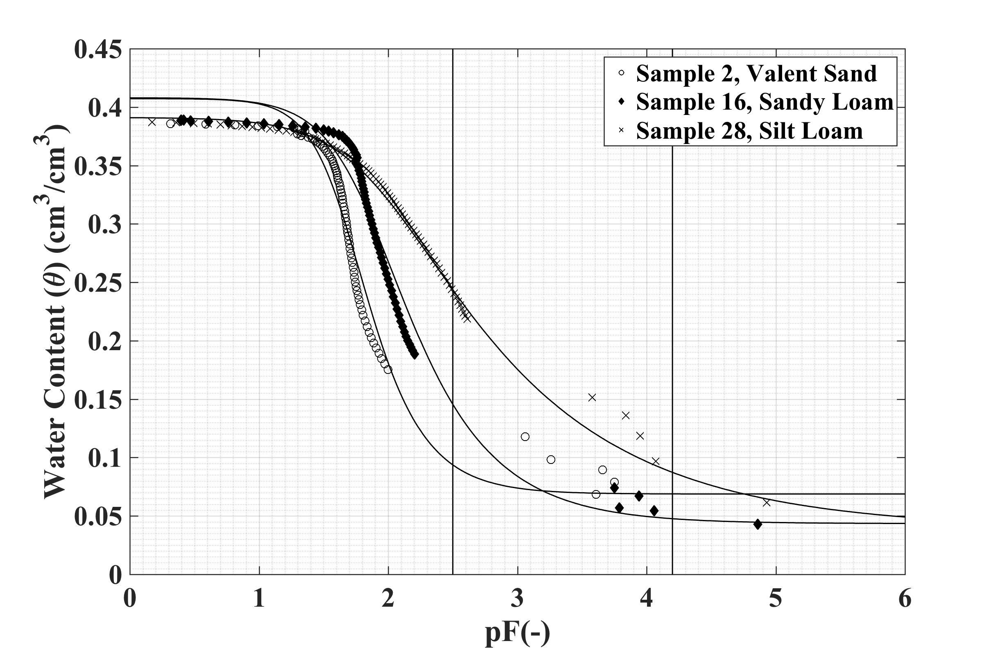 0.45
0.4
0.35
0.3
0.25
0.2
0.15
0.1
0.05
0
Water Content (θ) (cm³/cm³)
Sample 2, Valent Sand
Sample 16, Sandy Loam
Sample 28, Silt Loam
0 1 2 3 4 5 6
pF(-)